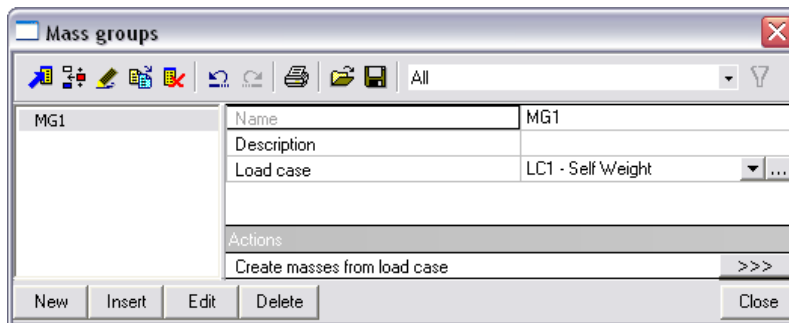 Mass groups
All
MG1
Name MG1
Description
Load case LC1 - Self Weight ...
Actions
Create masses from load case >>>
New Insert Edit Delete Close